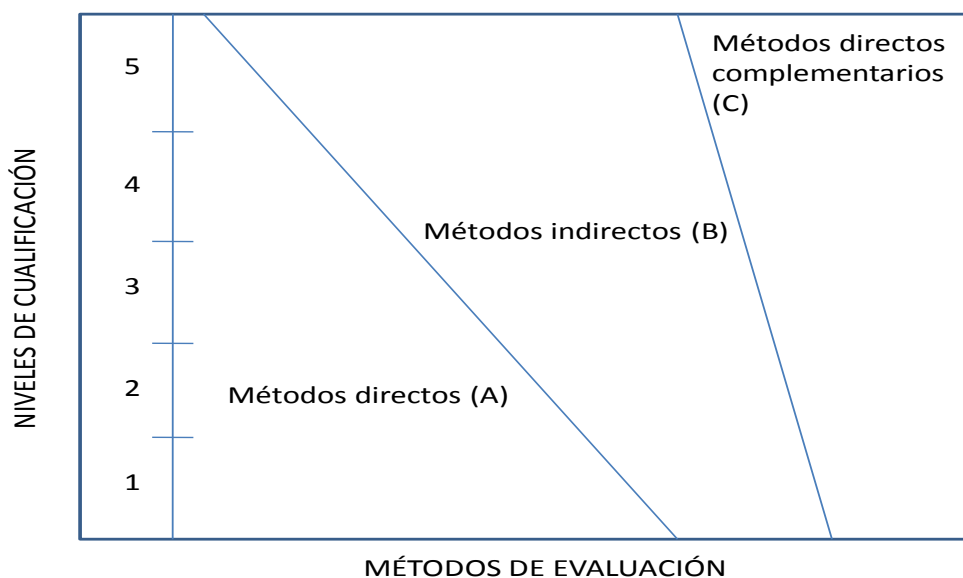 NIVELES DE CUALIFICACIÓN
5
4
3
2
1
Métodos directos
complementarios
(C)
Métodos indirectos (B)
Métodos directos (A)
MÉTODOS DE EVALUACIÓN